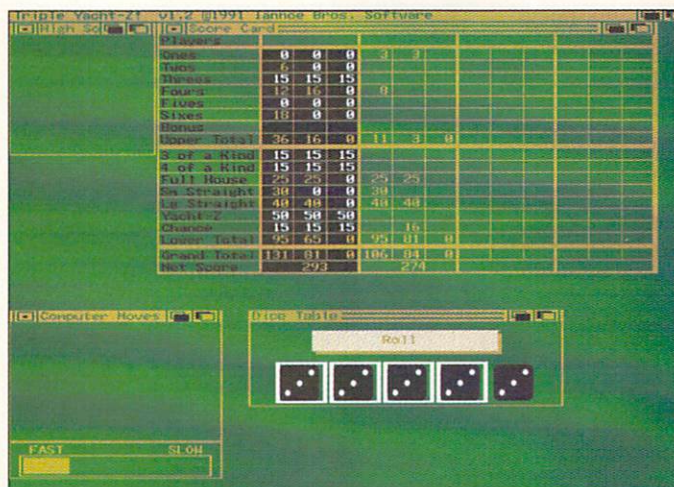 Triple Yacht-Z! v1.2 @1991 Iannoe Bros. Software
High Sc
Score Card
Players
Ones 0 0 0 3 3
Twos 6 0 0
Threes 15 15 15
Fours 12 16 0 8
Fives 0 0 0
Sixes 18 0 0
Bonus
Upper Total 36 16 0 11 3 0
3 of a Kind 15 15 15
4 of a Kind 15 15 15
Full House 25 25 0 25 25
Sm Straight 30 0 0 30
Lg Straight 40 40 0 40 40
Yacht-Z 50 50 50
Chance 15 15 15 16
Lower Total 95 65 0 95 81 0
Grand Total 131 81 0 106 84 0
Net Score 293 274
Computer Moves
Dice Table
Roll
FAST SLOW